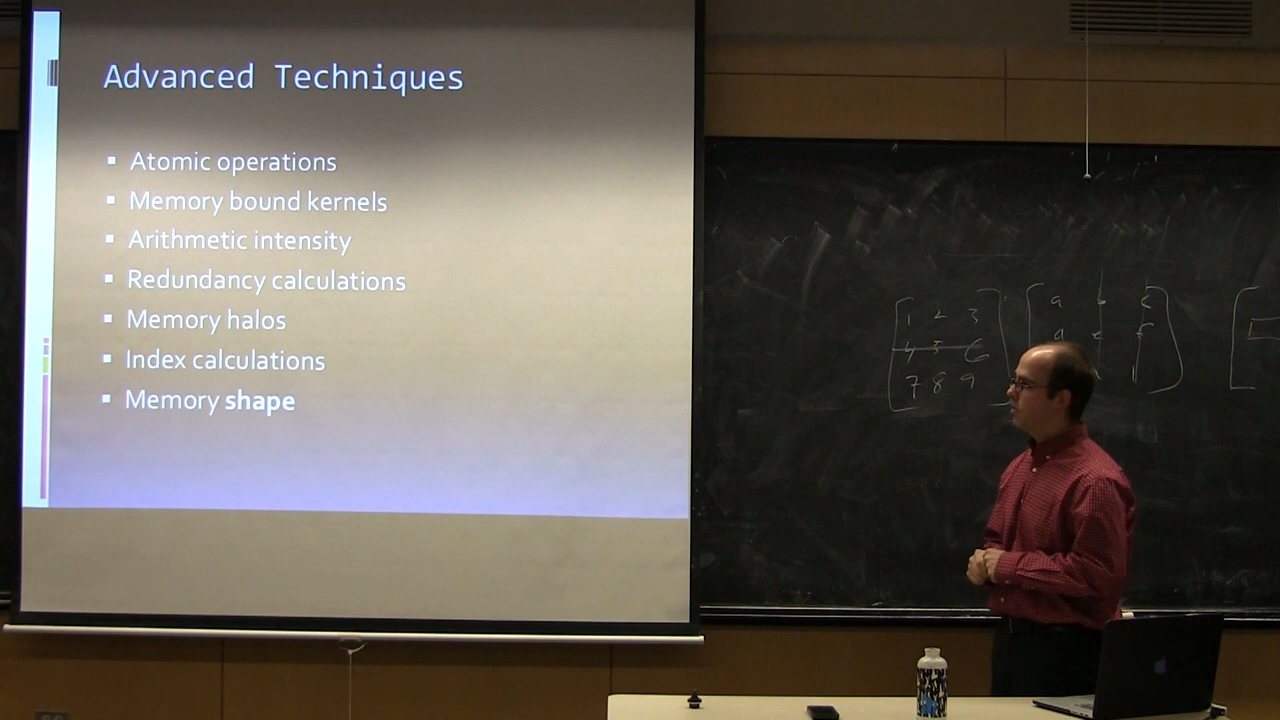 Advanced Techniques
▪ Atomic operations
▪ Memory bound kernels
▪ Arithmetic intensity
▪ Redundancy calculations
▪ Memory halos
▪ Index calculations
▪ Memory shape
1 2 3
4 5 6
7 8 9
a b c